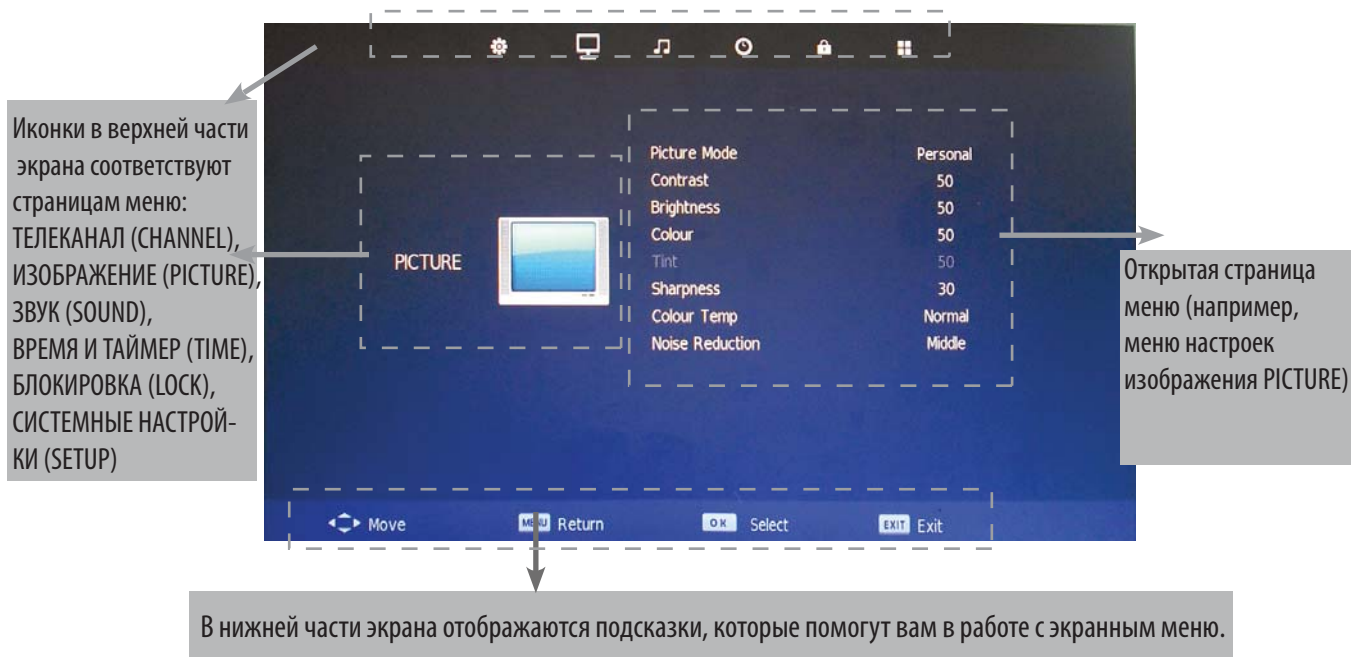 Иконки в верхней части
экрана соответствуют
страницам меню:
ТЕЛЕКАНАЛ (CHANNEL),
ИЗОБРАЖЕНИЕ (PICTURE),
ЗВУК (SOUND),
ВРЕМЯ И ТАЙМЕР (TIME),
БЛОКИРОВКА (LOCK),
СИСТЕМНЫЕ НАСТРОЙ-
КИ (SETUP)
PICTURE
Picture Mode Personal
Contrast 50
Brightness 50
Colour 50
Tint 50
Sharpness 30
Colour Temp Normal
Noise Reduction Middle
Открытая страница
меню (например,
меню настроек
изображения PICTURE)
Move MENU Return OK Select EXIT Exit
В нижней части экрана отображаются подсказки, которые помогут вам в работе с экранным меню.